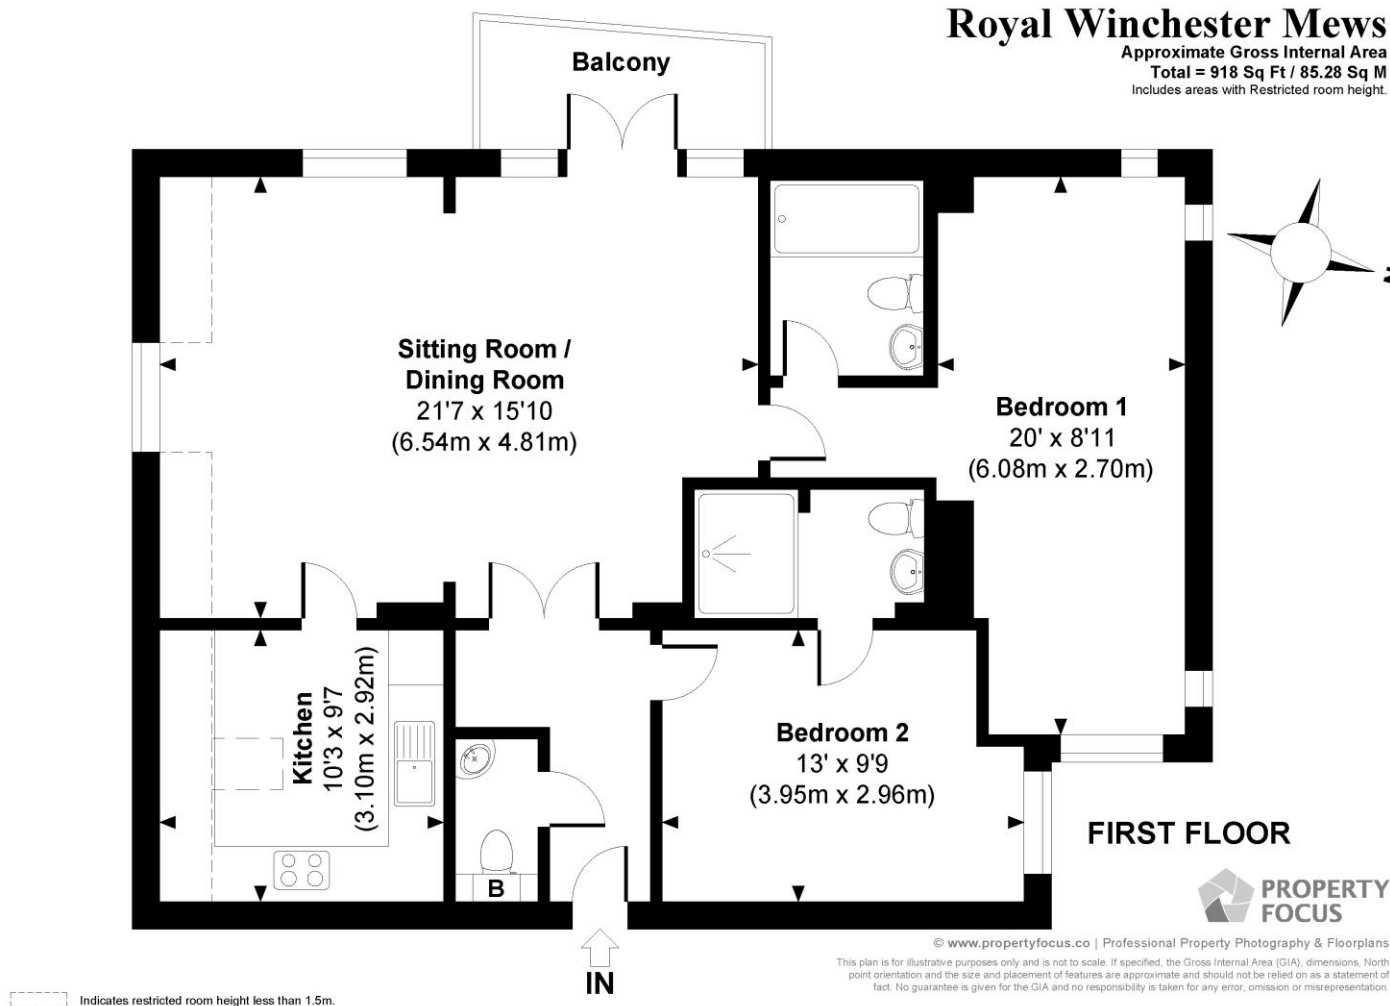 Royal Winchester Mews
Approximate Gross Internal Area
Total = 918 Sq Ft / 85.28 Sq M
Includes areas with Restricted room height.
Balcony
Sitting Room /
Dining Room
21'7 x 15'10
(6.54m x 4.81m)
Bedroom 1
20' x 8'11
(6.08m x 2.70m)
Kitchen
10'3 x 9'7
(3.10m x 2.92m)
Bedroom 2
13' x 9'9
(3.95m x 2.96m)
B
IN
FIRST FLOOR
PROPERTY
FOCUS
© www.propertyfocus.co | Professional Property Photography & Floorplans
This plan is for illustrative purposes only and is not to scale. If specified, the Gross Internal Area (GIA), dimensions, North
point orientation and the size and placement of features are approximate and should not be relied on as a statement of
fact. No guarantee is given for the GIA and no responsibility is taken for any error, omission or misrepresentation.
Indicates restricted room height less than 1.5m.